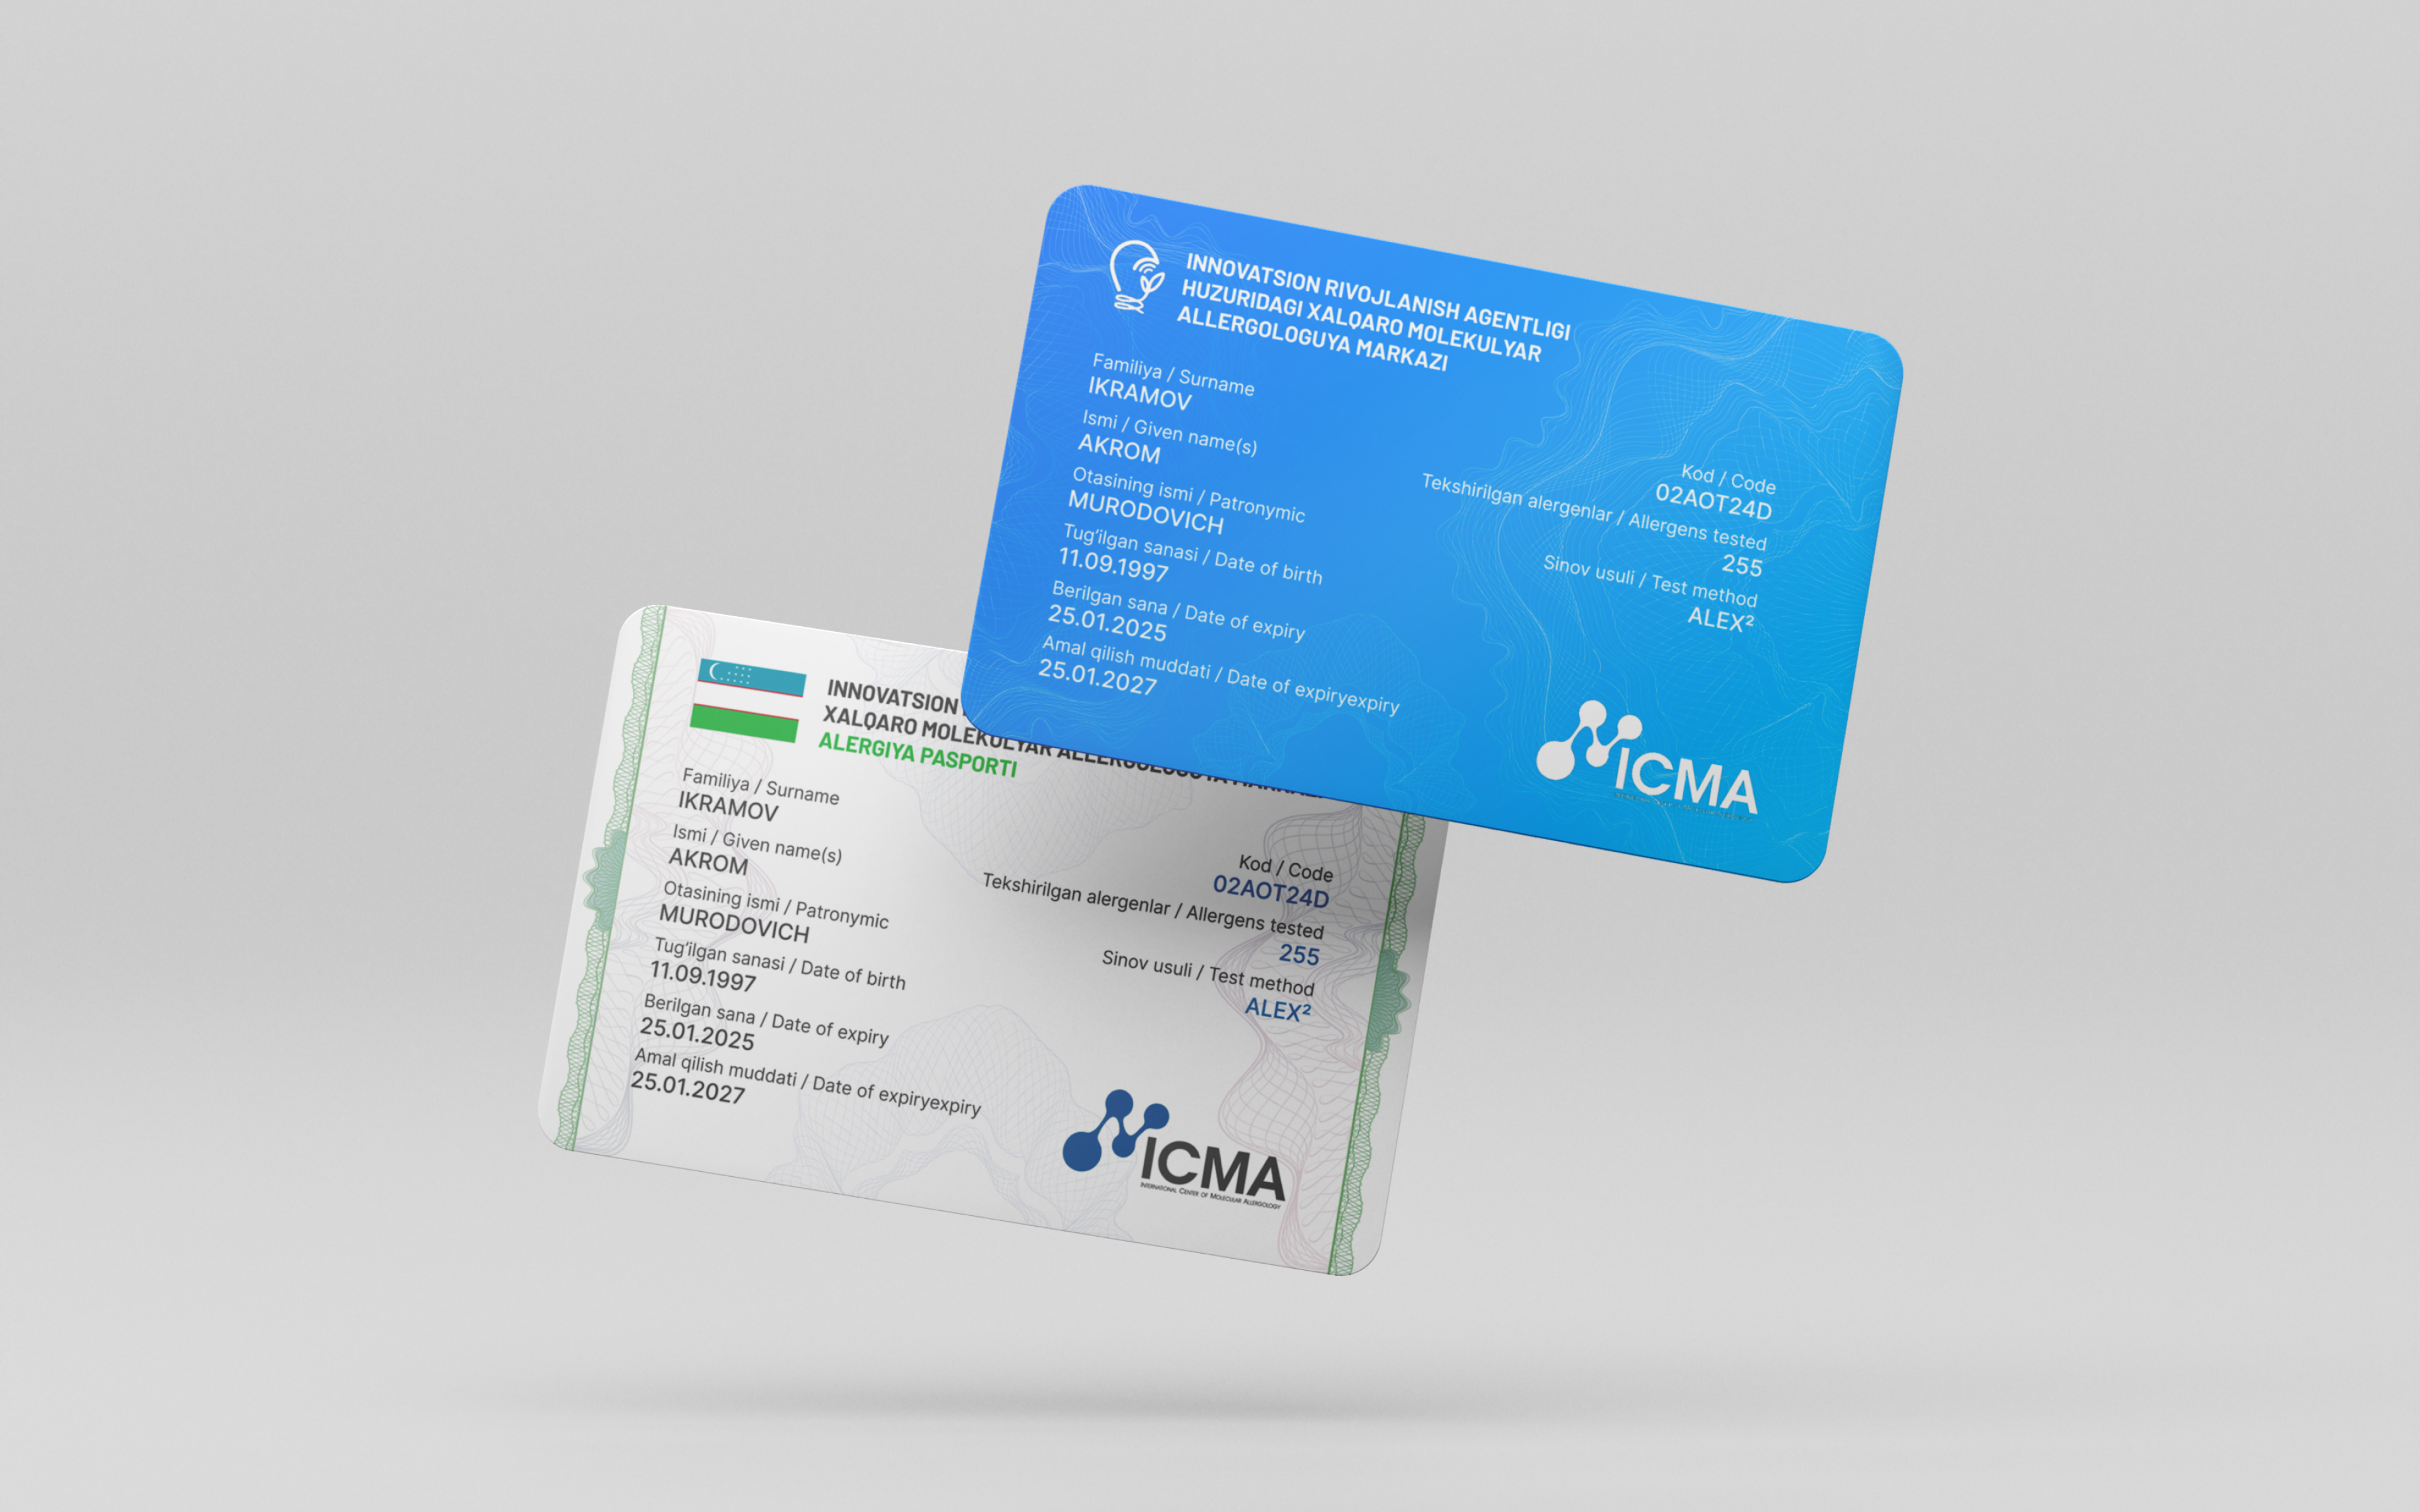 INNOVATSION RIVOJLANISH AGENTLIGI
HUZURIDAGI XALQARO MOLEKULYAR
ALLERGOLOGUYA MARKAZI
Familiya / Surname
IKRAMOV
Ismi / Given name(s)
AKROM
Otasining ismi / Patronymic
MURODOVICH
Tug‘ilgan sanasi / Date of birth
11.09.1997
Berilgan sana / Date of expiry
25.01.2025
Amal qilish muddati / Date of expiryexpiry
25.01.2027
Kod / Code
02AOT24D
Tekshirilgan alergenlar / Allergens tested
255
Sinov usuli / Test method
ALEX²
ICMA
INNOVATSION
XALQARO MOLEKULYAR
ALERGIYA PASPORTI
Familiya / Surname
IKRAMOV
Ismi / Given name(s)
AKROM
Otasining ismi / Patronymic
MURODOVICH
Tug‘ilgan sanasi / Date of birth
11.09.1997
Berilgan sana / Date of expiry
25.01.2025
Amal qilish muddati / Date of expiryexpiry
25.01.2027
Kod / Code
02AOT24D
Tekshirilgan alergenlar / Allergens tested
255
Sinov usuli / Test method
ALEX²
ICMA
International Center of Molecular Allergology